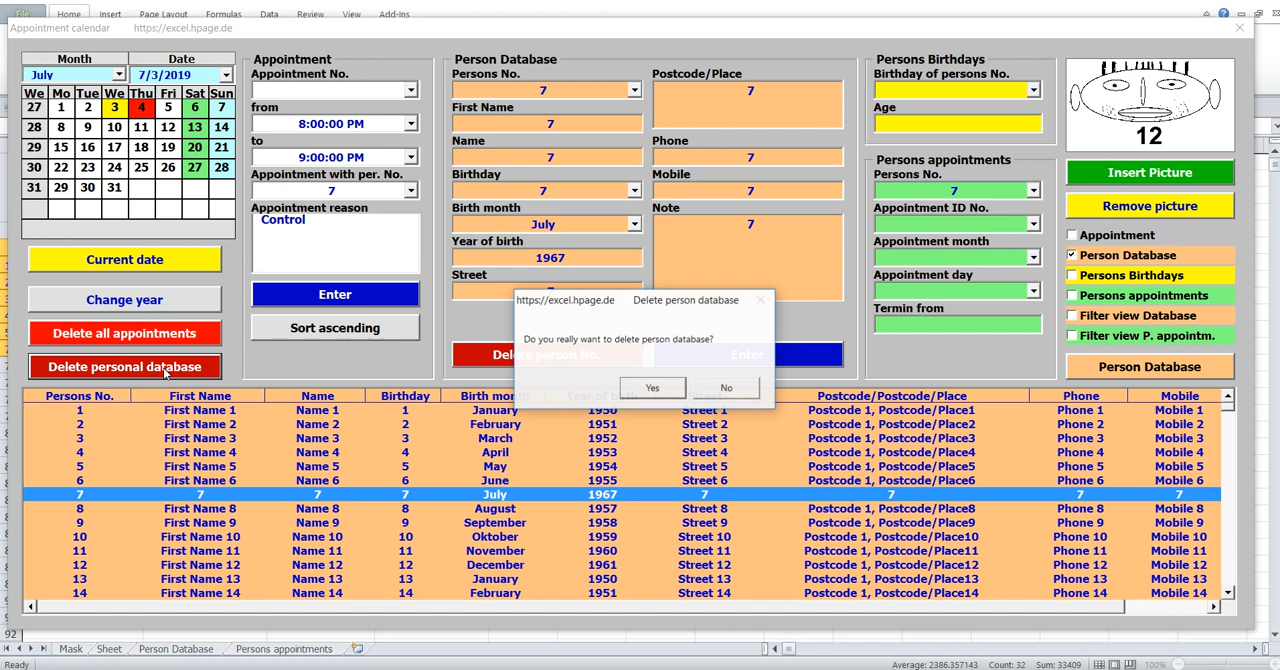 File Home Insert Page Layout Formulas Data Review View Add-Ins
Appointment calendar https://excel.hpage.de
Month Date
July 7/3/2019
We Mo Tue We Thu Fri Sat Sun
27 1 2 3 4 5 6 7
28 8 9 10 11 12 13 14
29 15 16 17 18 19 20 21
30 22 23 24 25 26 27 28
31 29 30 31
Current date
Change year
Delete all appointments
Delete personal database
Appointment
Appointment No.
from
8:00:00 PM
to
9:00:00 PM
Appointment with per. No.
7
Appointment reason
Control
Enter
Sort ascending
Person Database
Persons No.
7
First Name
7
Name
7
Birthday
7
Birth month
July
Year of birth
1967
Street
Postcode/Place
7
Phone
7
Mobile
7
Note
7
Delete person No.
Enter
https://excel.hpage.de Delete person database
Do you really want to delete person database?
Yes No
Persons Birthdays
Birthday of persons No.
Age
Persons appointments
Persons No.
7
Appointment ID No.
Appointment month
Appointment day
Termin from
12
Insert Picture
Remove picture
Appointment
Person Database
Persons Birthdays
Persons appointments
Filter view Database
Filter view P. appointm.
Person Database
Persons No. First Name Name Birthday Birth month Year of birth Street Postcode/Postcode/Place Phone Mobile
1 First Name 1 Name 1 1 January 1950 Street 1 Postcode 1, Postcode/Place1 Phone 1 Mobile 1
2 First Name 2 Name 2 2 February 1951 Street 2 Postcode 1, Postcode/Place2 Phone 2 Mobile 2
3 First Name 3 Name 3 3 March 1952 Street 3 Postcode 1, Postcode/Place3 Phone 3 Mobile 3
4 First Name 4 Name 4 4 April 1953 Street 4 Postcode 1, Postcode/Place4 Phone 4 Mobile 4
5 First Name 5 Name 5 5 May 1954 Street 5 Postcode 1, Postcode/Place5 Phone 5 Mobile 5
6 First Name 6 Name 6 6 June 1955 Street 6 Postcode 1, Postcode/Place6 Phone 6 Mobile 6
7 7 7 7 July 1967 7 7 7 7
8 First Name 8 Name 8 8 August 1957 Street 8 Postcode 1, Postcode/Place8 Phone 8 Mobile 8
9 First Name 9 Name 9 9 September 1958 Street 9 Postcode 1, Postcode/Place9 Phone 9 Mobile 9
10 First Name 10 Name 10 10 Oktober 1959 Street 10 Postcode 1, Postcode/Place10 Phone 10 Mobile 10
11 First Name 11 Name 11 11 November 1960 Street 11 Postcode 1, Postcode/Place11 Phone 11 Mobile 11
12 First Name 12 Name 12 12 December 1961 Street 12 Postcode 1, Postcode/Place12 Phone 12 Mobile 12
13 First Name 13 Name 13 13 January 1950 Street 13 Postcode 1, Postcode/Place13 Phone 13 Mobile 13
14 First Name 14 Name 14 14 February 1951 Street 14 Postcode 1, Postcode/Place14 Phone 14 Mobile 14
92
Mask Sheet Person Database Persons appointments
Ready Average: 2386.357143 Count: 32 Sum: 33409 100%